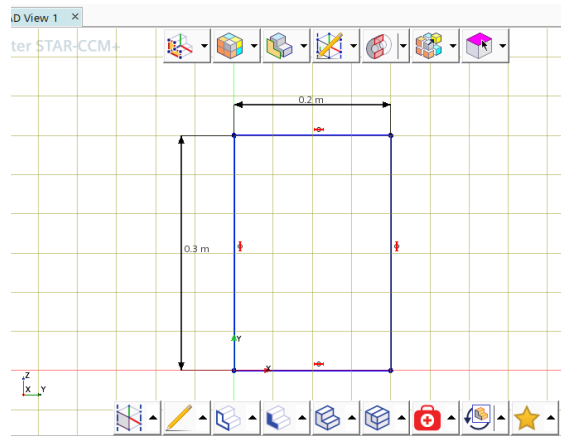 AD View 1 ×
ter STAR-CCM+
0.2 m
0.3 m
Y
X
Z
X Y